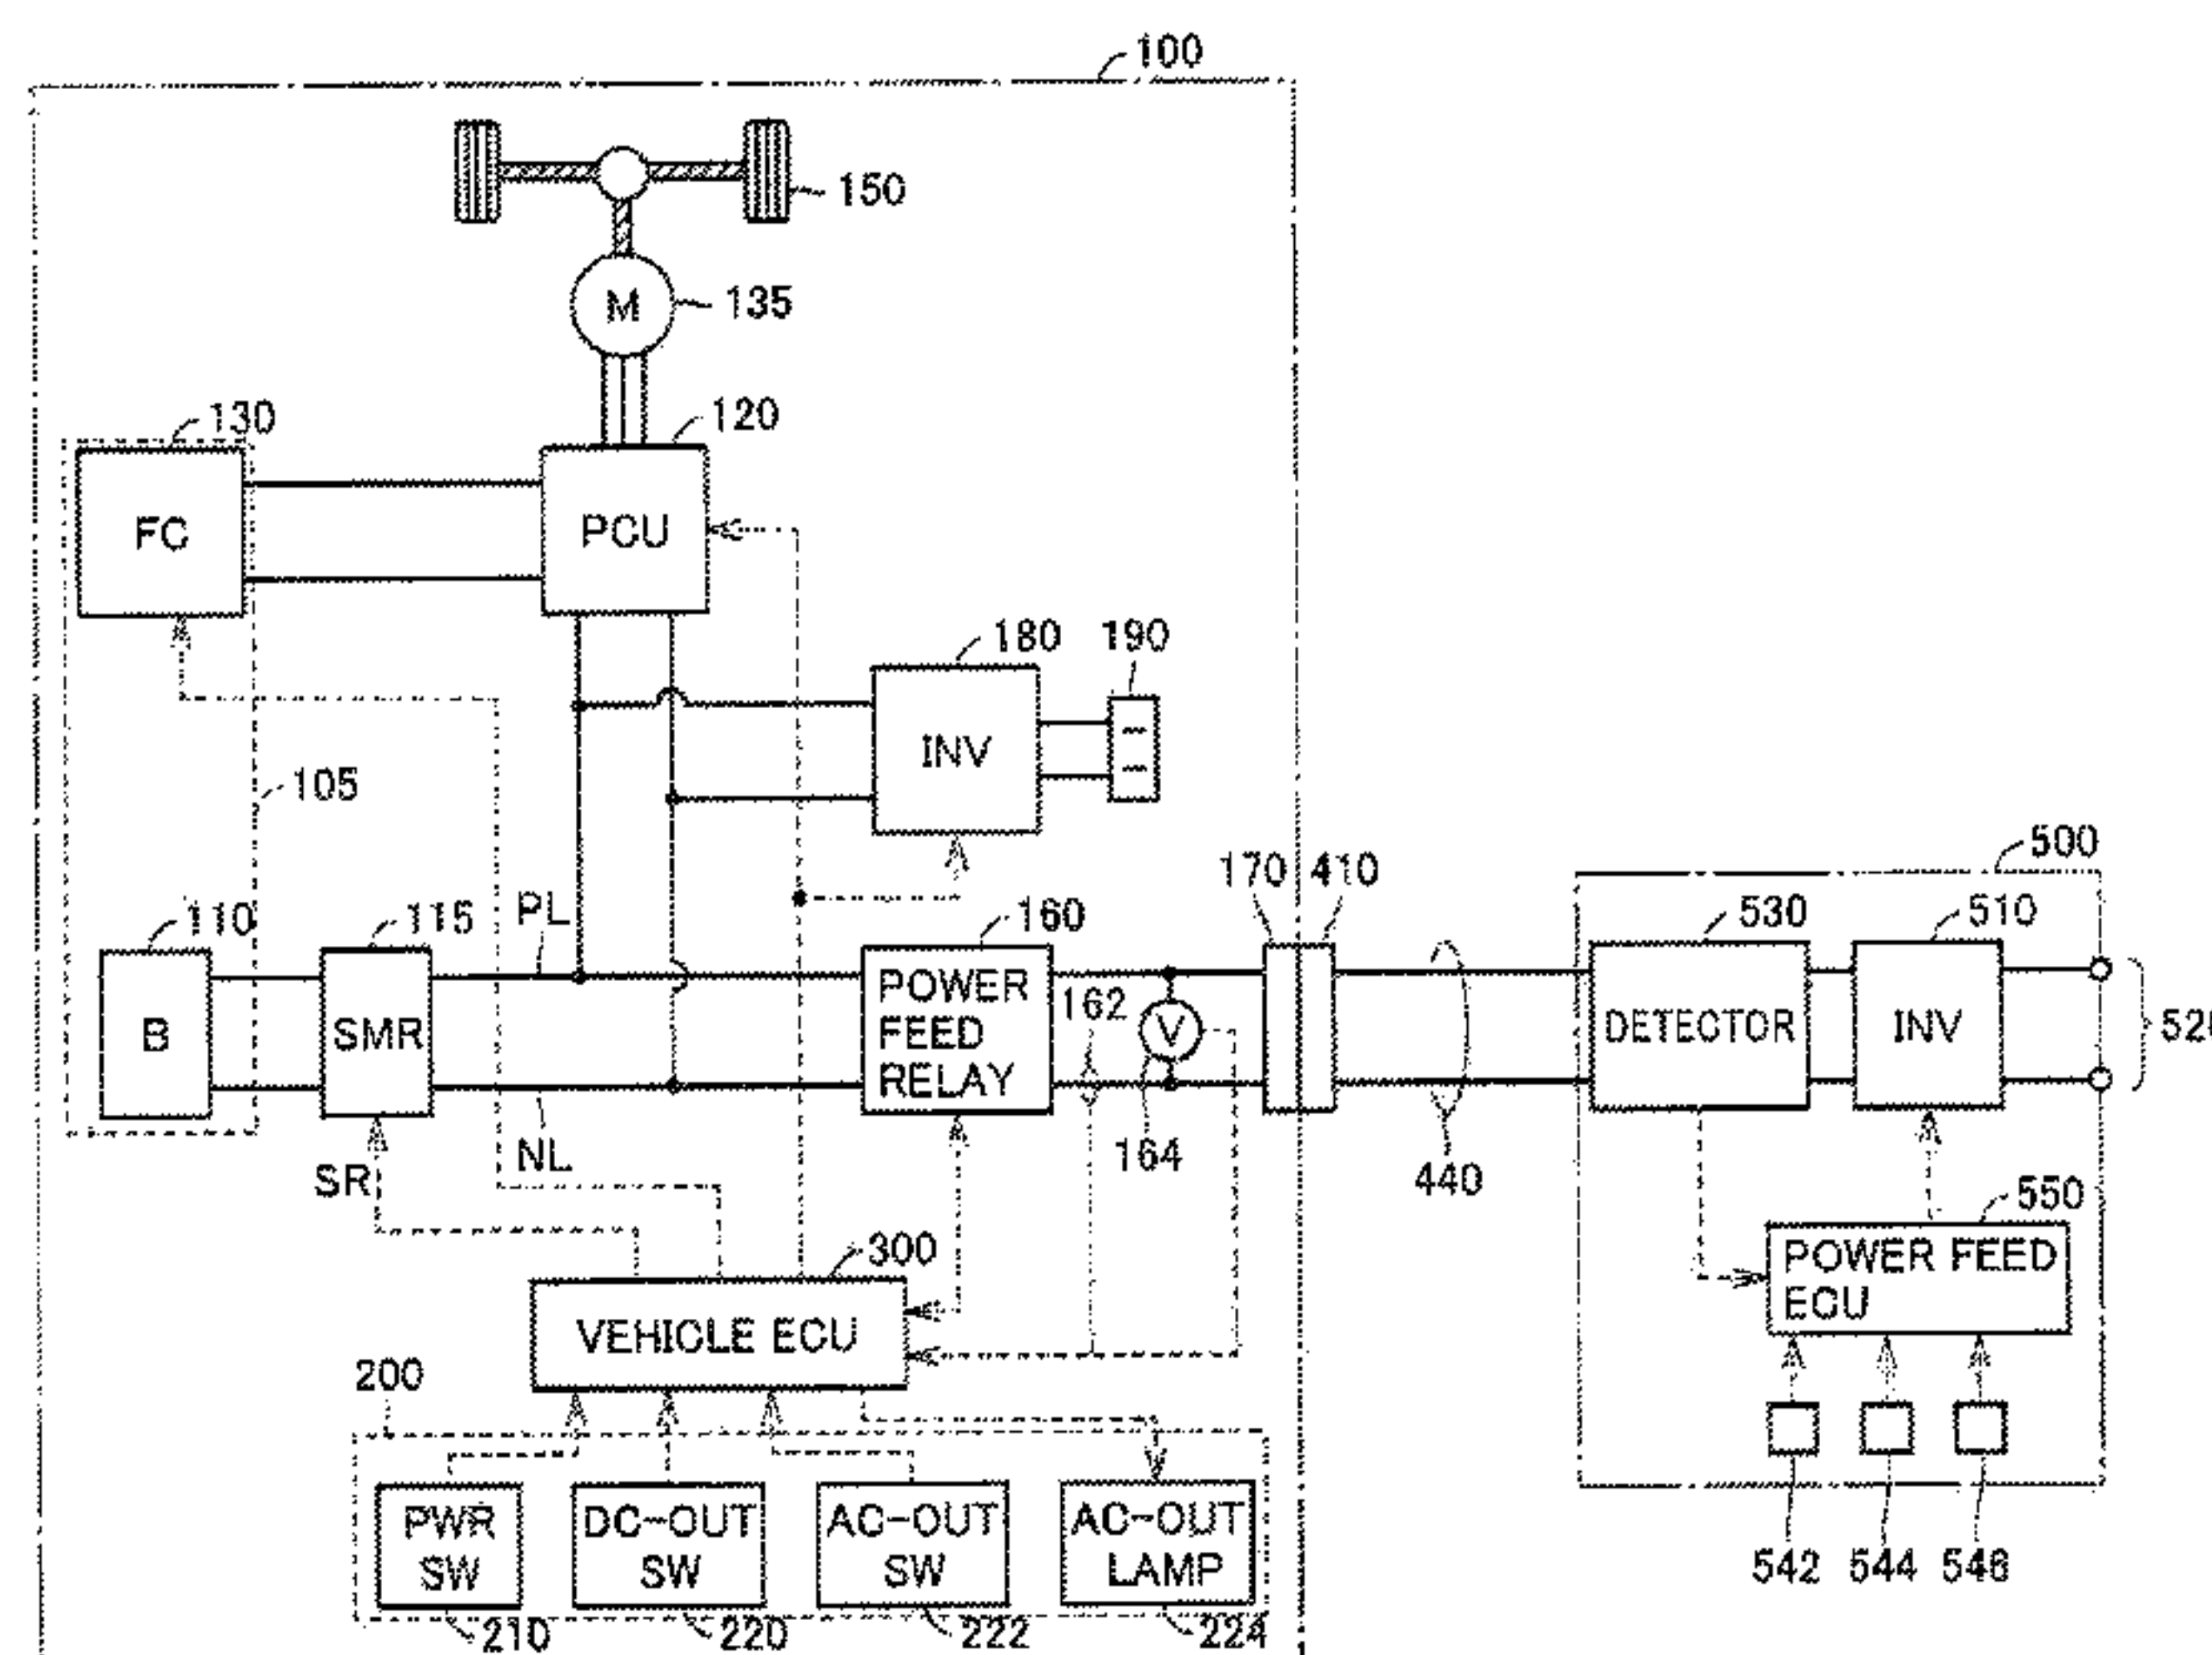 100
150
M
135
130
120
FC
PCU
180
190
INV
105
170
410
500
110
115
PL
160
530
510
B
SMR
POWER
FEED
RELAY
162
V
DETECTOR
INV
SR
NL
164
440
550
300
POWER FEED
ECU
VEHICLE ECU
200
PWR
SW
DC-OUT
SW
AC-OUT
SW
AC-OUT
LAMP
542
544
546
210
220
222
224